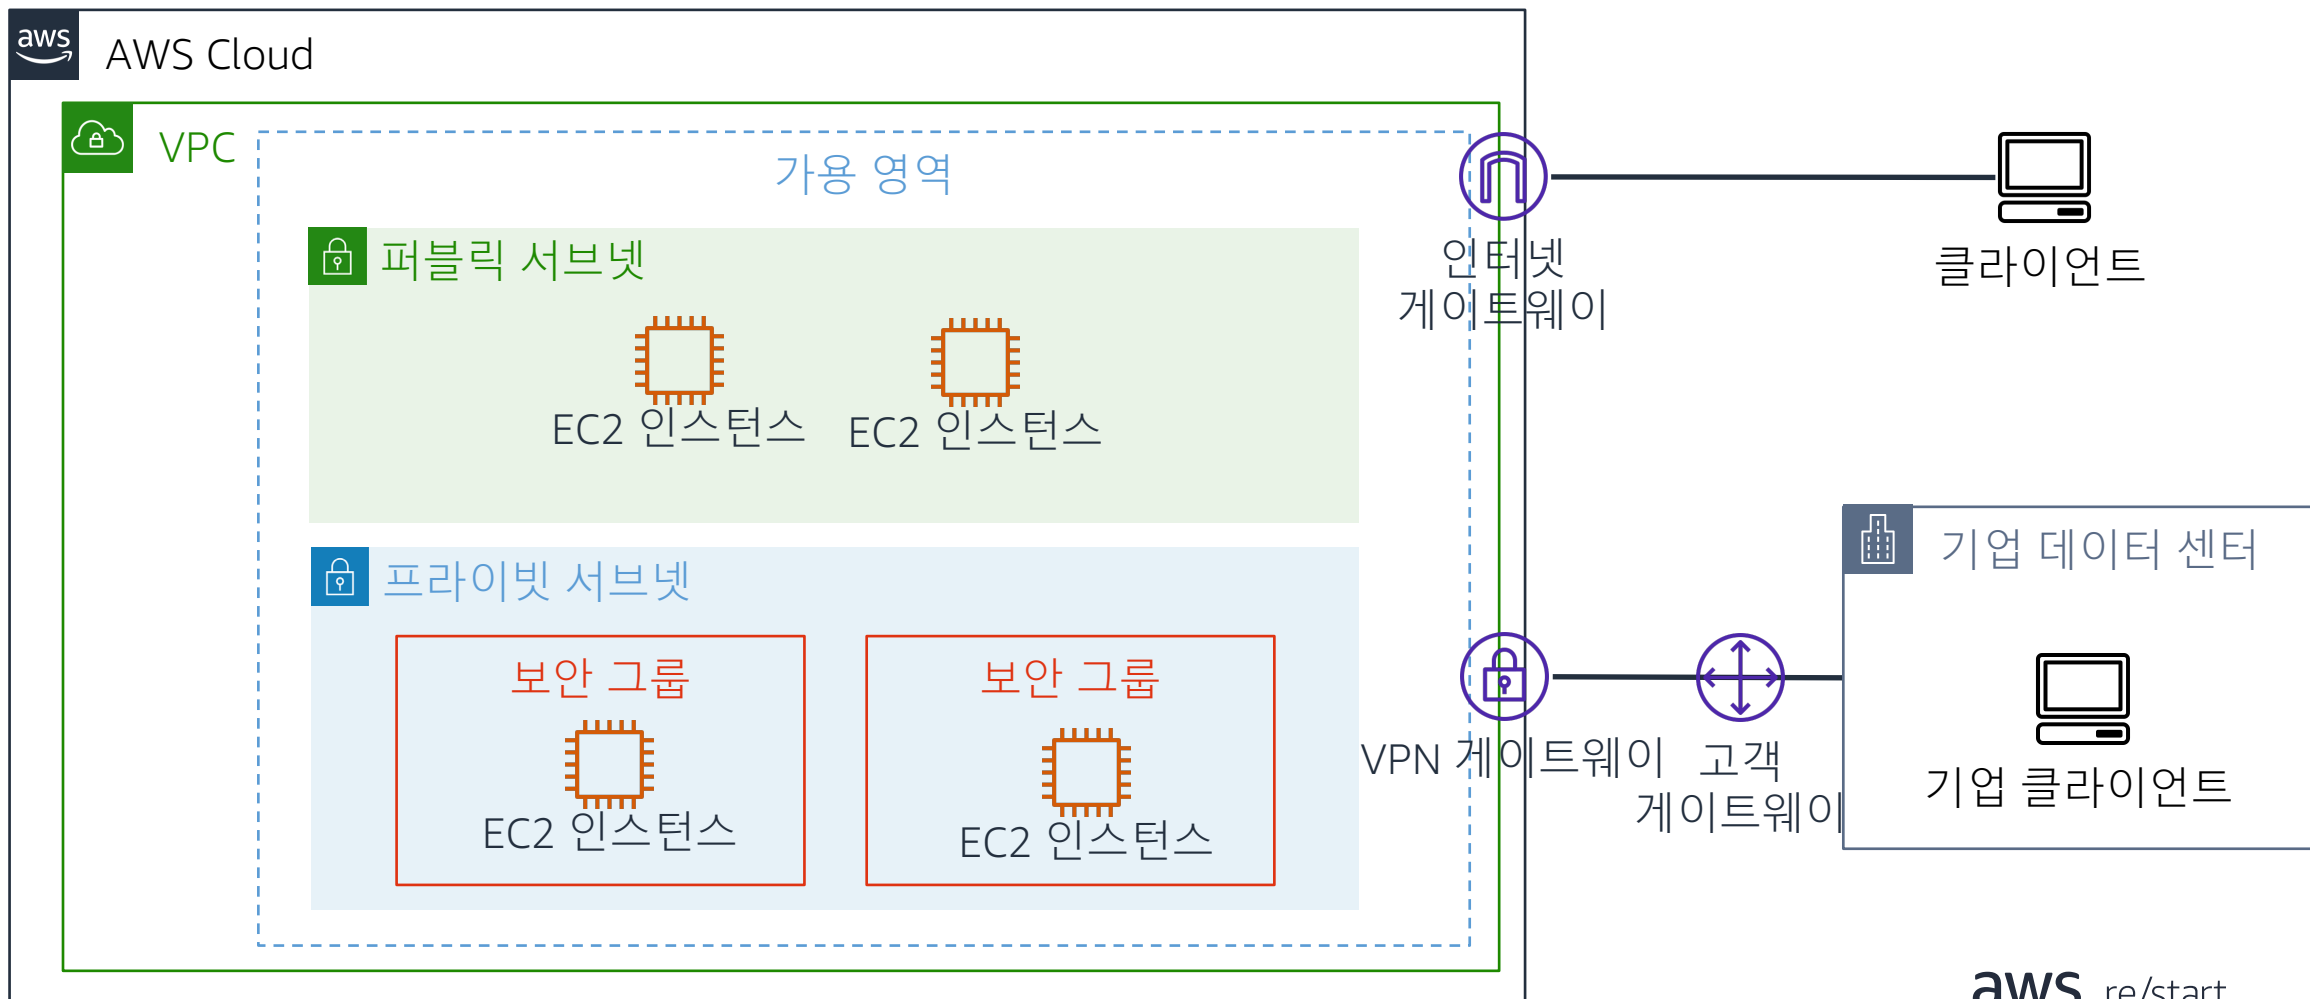 aws
AWS Cloud
VPC
가용 영역
퍼블릭 서브넷
EC2 인스턴스
EC2 인스턴스
인터넷
게이트웨이
클라이언트
프라이빗 서브넷
보안 그룹
EC2 인스턴스
보안 그룹
EC2 인스턴스
VPN 게이트웨이
고객
게이트웨이
기업 데이터 센터
기업 클라이언트
aws re/start